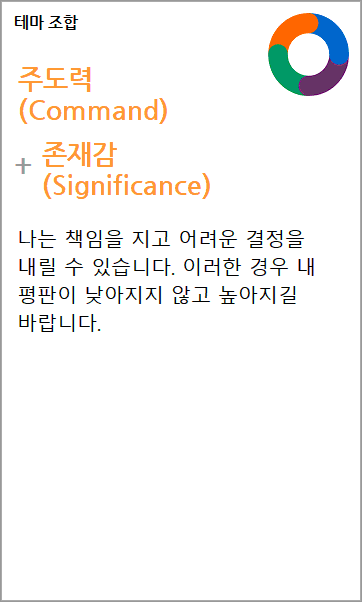 테마 조합
주도력
(Command)
+ 존재감
(Significance)
나는 책임을 지고 어려운 결정을
내릴 수 있습니다. 이러한 경우 내
평판이 낮아지지 않고 높아지길
바랍니다.